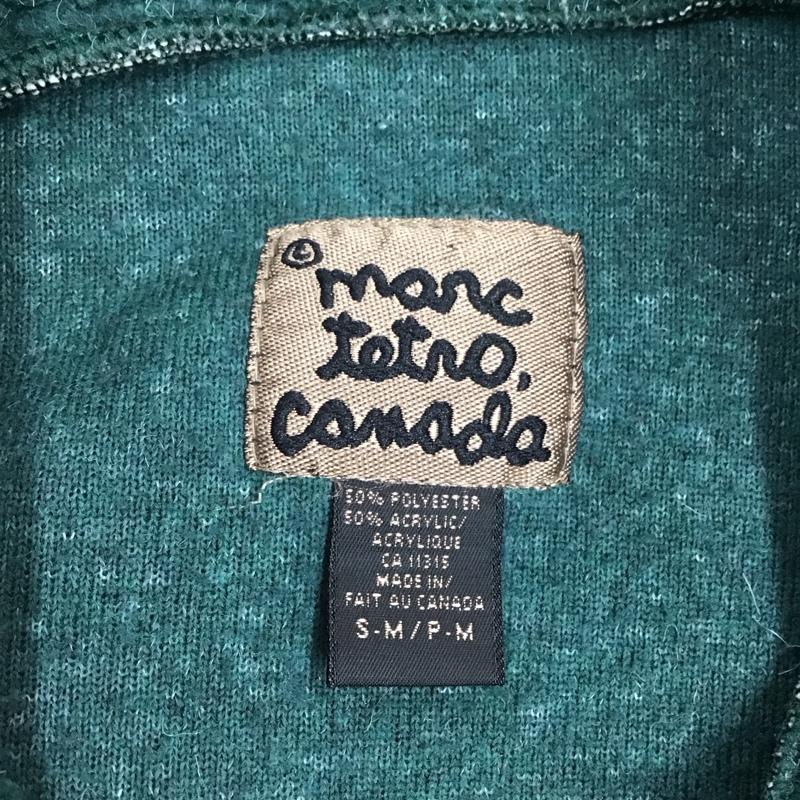 ©
marc
tetro,
canada
50% POLYESTER
50% ACRYLIC/
ACRYLIQUE
CA 11315
MADE IN/
FAIT AU CANADA
S-M/P-M